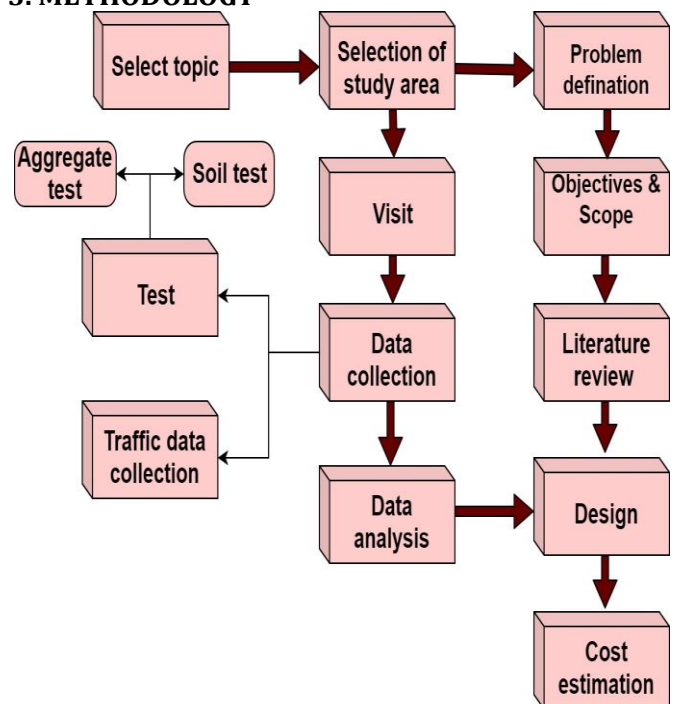 3. METHODOLOGY
Select topic
Selection of
study area
Problem
defination
Aggregate
test
Soil test
Visit
Objectives &
Scope
Test
Data
collection
Literature
review
Traffic data
collection
Data
analysis
Design
Cost
estimation